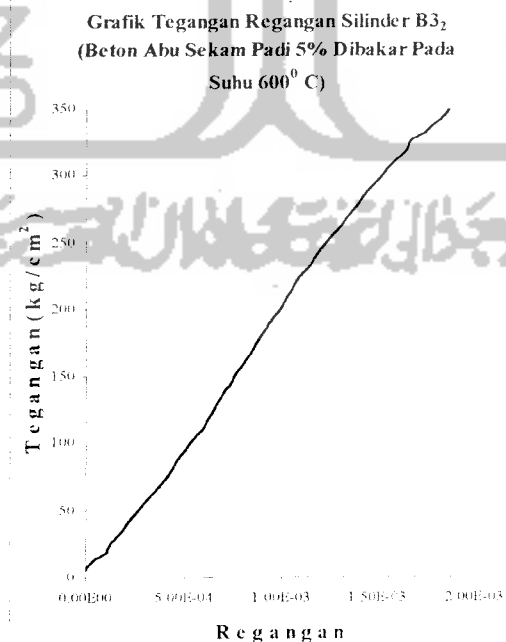 Grafik Tegangan Regangan Silinder B3₂
(Beton Abu Sekam Padi 5% Dibakar Pada
Suhu 600⁰ C)
350
300
250
200
150
100
50
0
Tegangan (kg/cm²)
0.00E00
5.00E-04
1.00E-03
1.50E-03
2.00E-03
Regangan